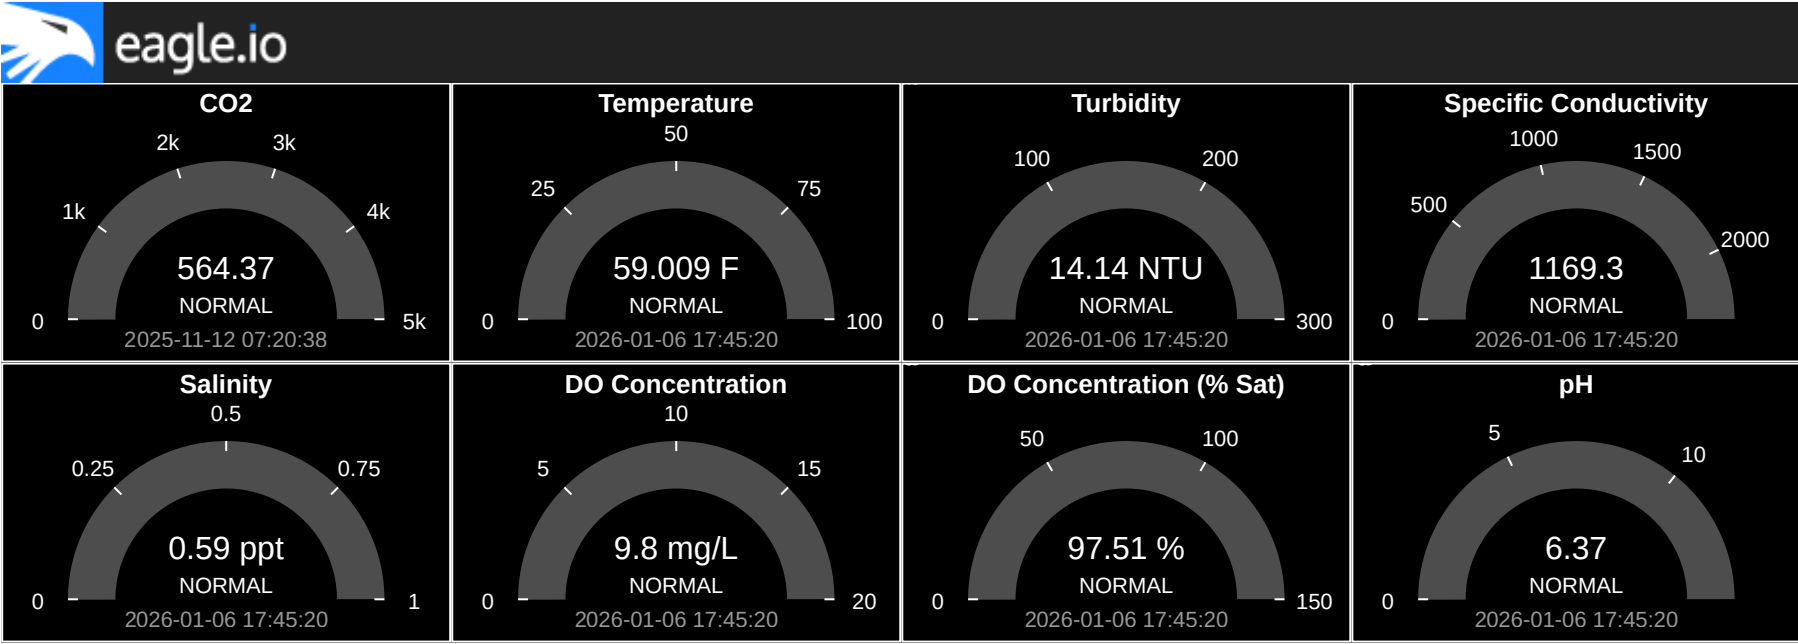 eagle.io
CO2
2k
3k
1k
4k
564.37
NORMAL
0
5k
2025-11-12 07:20:38
Temperature
50
25
75
59.009 F
NORMAL
0
100
2026-01-06 17:45:20
Turbidity
100
200
14.14 NTU
NORMAL
0
300
2026-01-06 17:45:20
Specific Conductivity
1000
1500
500
2000
1169.3
NORMAL
0
2026-01-06 17:45:20
Salinity
0.5
0.25
0.75
0.59 ppt
NORMAL
0
1
2026-01-06 17:45:20
DO Concentration
10
5
15
9.8 mg/L
NORMAL
0
20
2026-01-06 17:45:20
DO Concentration (% Sat)
50
100
97.51 %
NORMAL
0
150
2026-01-06 17:45:20
pH
5
10
6.37
NORMAL
0
2026-01-06 17:45:20